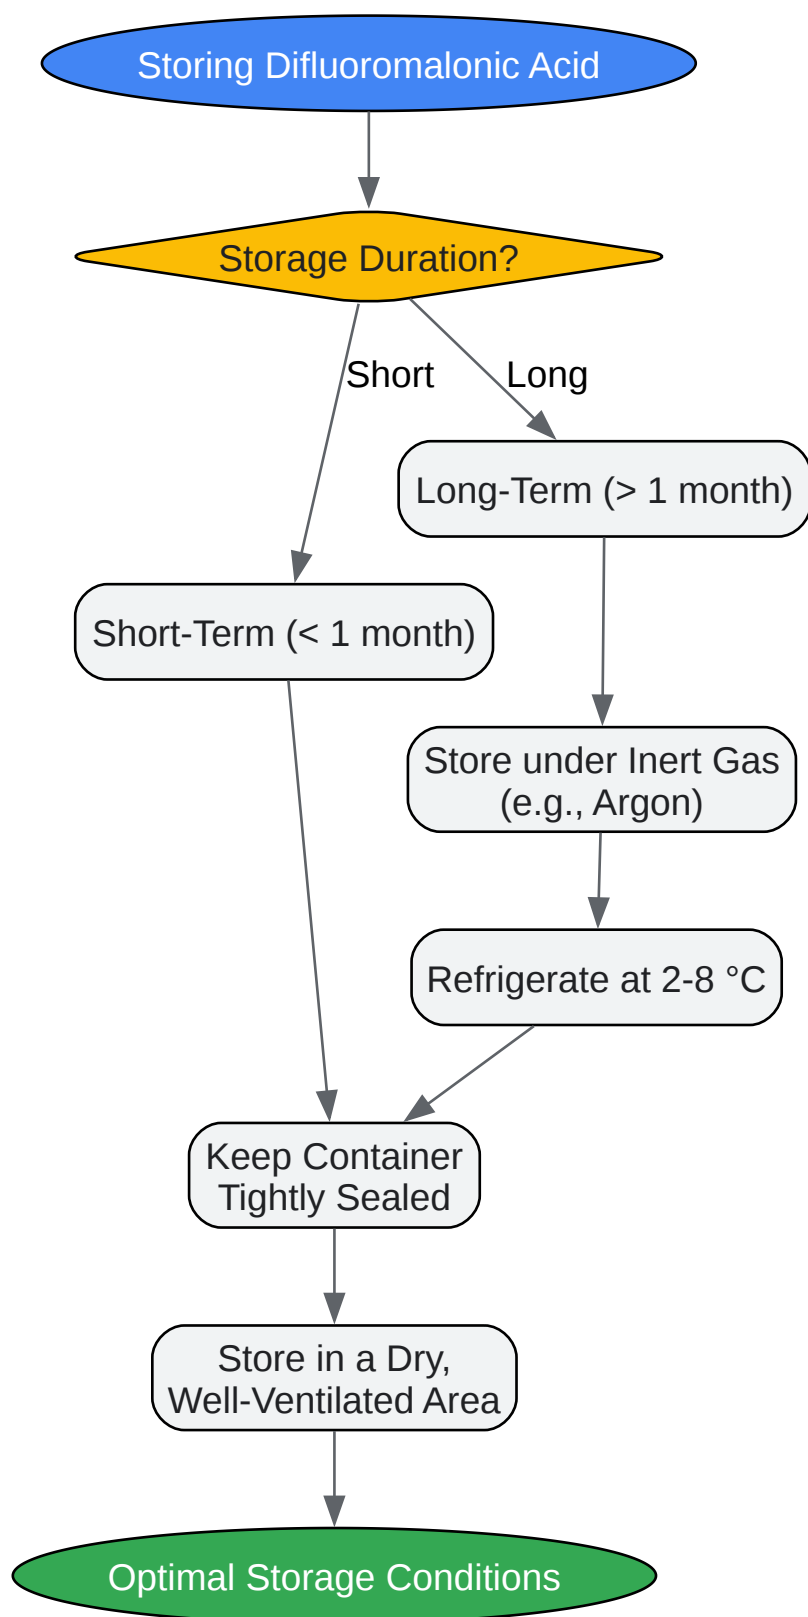 Storing Difluoromalonic Acid
Storage Duration?
Short
Long
Long-Term (> 1 month)
Short-Term (< 1 month)
Store under Inert Gas
(e.g., Argon)
Refrigerate at 2-8 °C
Keep Container
Tightly Sealed
Store in a Dry,
Well-Ventilated Area
Optimal Storage Conditions